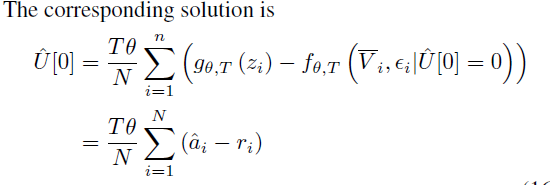 The corresponding solution is
Û[0] = Tθ/N ∑_{i=1}^{n} (g_{θ,T} (z_i) − f_{θ,T} (V̅_i, ϵ_i|Û[0] = 0))
= Tθ/N ∑_{i=1}^{N} (â_i − r_i)